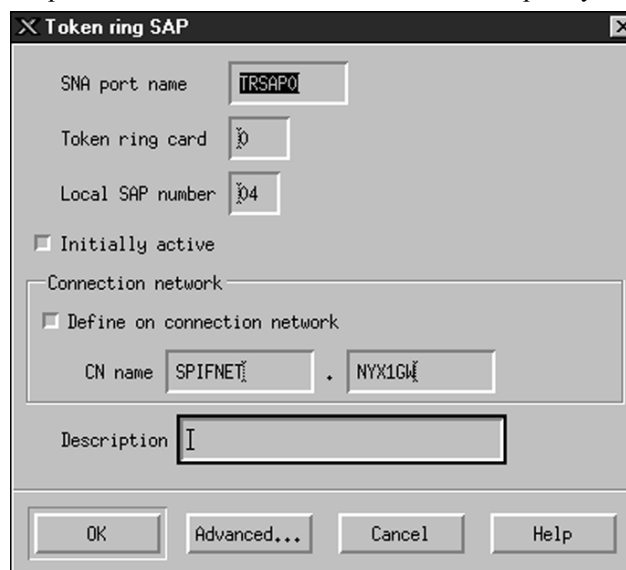 Token ring SAP
SNA port name TRSAP0
Token ring card 0
Local SAP number 04
Initially active
Connection network
Define on connection network
CN name SPIFNET . NYX1GW
Description
OK Advanced... Cancel Help